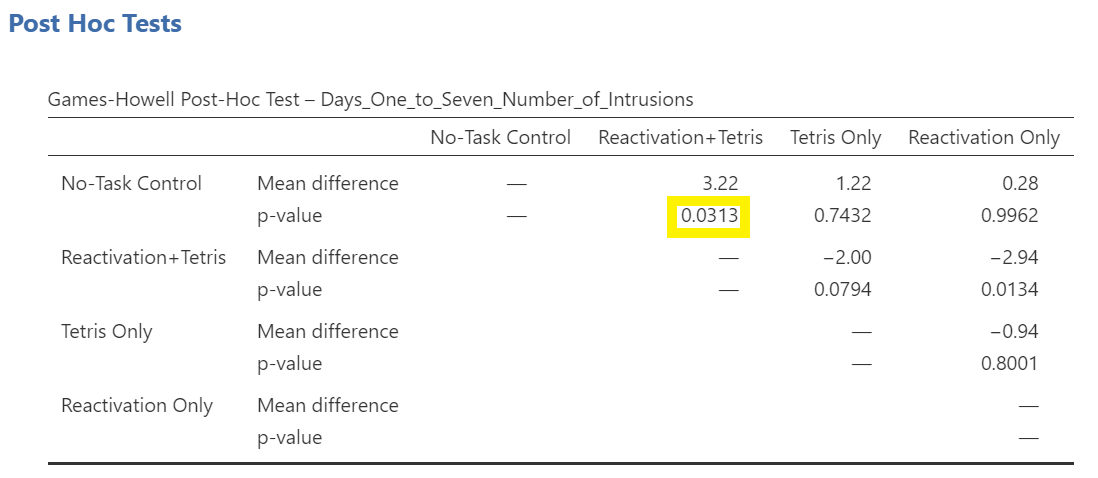 Post Hoc Tests
Games-Howell Post-Hoc Test – Days_One_to_Seven_Number_of_Intrusions
No-Task Control Reactivation+Tetris Tetris Only Reactivation Only
No-Task Control Mean difference — 3.22 1.22 0.28
p-value — 0.0313 0.7432 0.9962
Reactivation+Tetris Mean difference — −2.00 −2.94
p-value — 0.0794 0.0134
Tetris Only Mean difference — −0.94
p-value — 0.8001
Reactivation Only Mean difference —
p-value —